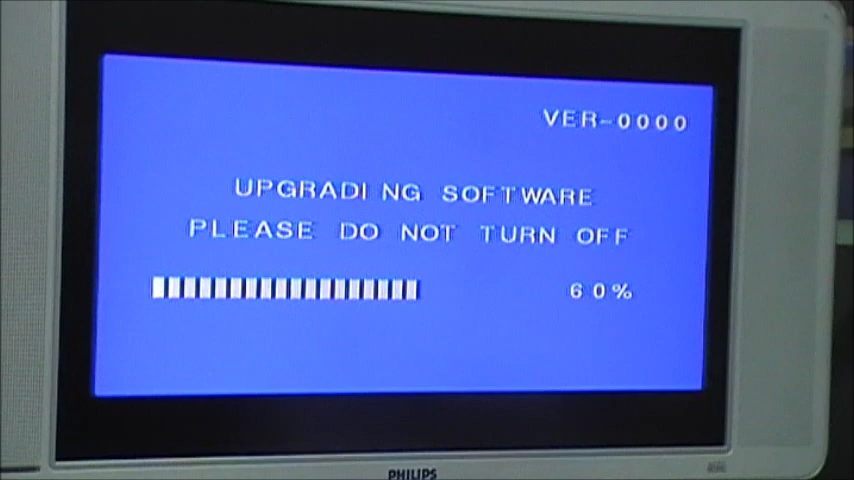 VER-0000
UPGRADING SOFTWARE
PLEASE DO NOT TURN OFF
60%
PHILIPS